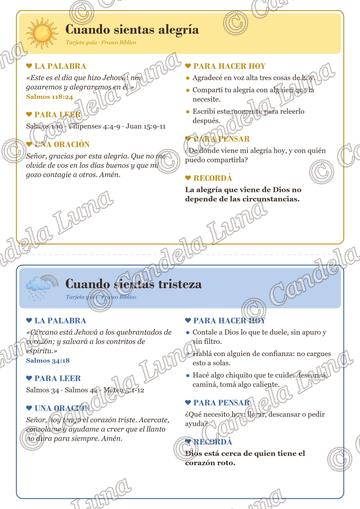 Cuando sientas alegría
Tarjeta guía · Frasco Bíblico
♥ LA PALABRA
«Este es el día que hizo Jehová; nos
gozaremos y alegraremos en él.»
Salmos 118:24
♥ PARA LEER
Salmos · Filipenses 4:4-9 · Juan 15:9-11
♥ UNA ORACIÓN
Señor, gracias por esta alegría. Que no me
olvide de vos en los días buenos y que mi
gozo contagie a otros. Amén.
♥ PARA HACER HOY
Agradecé en voz alta tres cosas de hoy.
Compartí tu alegría con alguien que la
necesite.
Escribí este momento para releerlo
después.
♥ PARA PENSAR
¿De dónde viene mi alegría hoy, y con quién
puedo compartirla?
♥ RECORDÁ
La alegría que viene de Dios no
depende de las circunstancias.
Cuando sientas tristeza
Tarjeta guía · Frasco Bíblico
♥ LA PALABRA
«Cercano está Jehová a los quebrantados de
corazón; y salvará a los contritos de
espíritu.»
Salmos 34:18
♥ PARA LEER
Salmos 34 · Salmos 42 · Mateo
♥ UNA ORACIÓN
Señor, hoy traigo el corazón triste. Acercate,
consolame y ayudame a creer que el llanto
no dura para siempre. Amén.
♥ PARA HACER HOY
Contale a Dios lo que te duele, sin apuro y
sin filtro.
Hablá con alguien de confianza: no cargues
esto a solas.
Hacé algo chiquito que te cuide: descansá,
caminá, tomá algo caliente.
♥ PARA PENSAR
¿Qué necesito hoy: llorar, descansar o pedir
ayuda?
♥ RECORDÁ
Dios está cerca de quien tiene el
corazón roto.
© Candela Luna